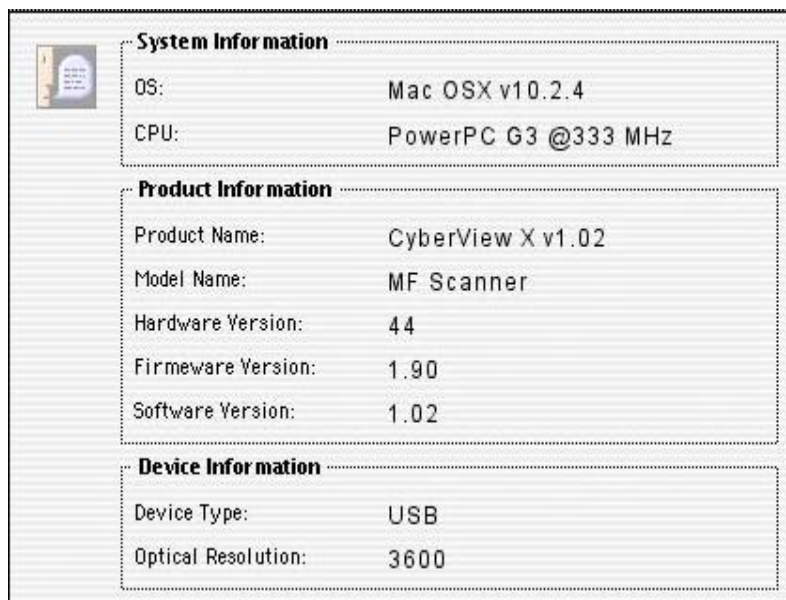 System Information
OS: Mac OSX v10.2.4
CPU: PowerPC G3 @333 MHz
Product Information
Product Name: CyberView X v1.02
Model Name: MF Scanner
Hardware Version: 44
Firmeware Version: 1.90
Software Version: 1.02
Device Information
Device Type: USB
Optical Resolution: 3600